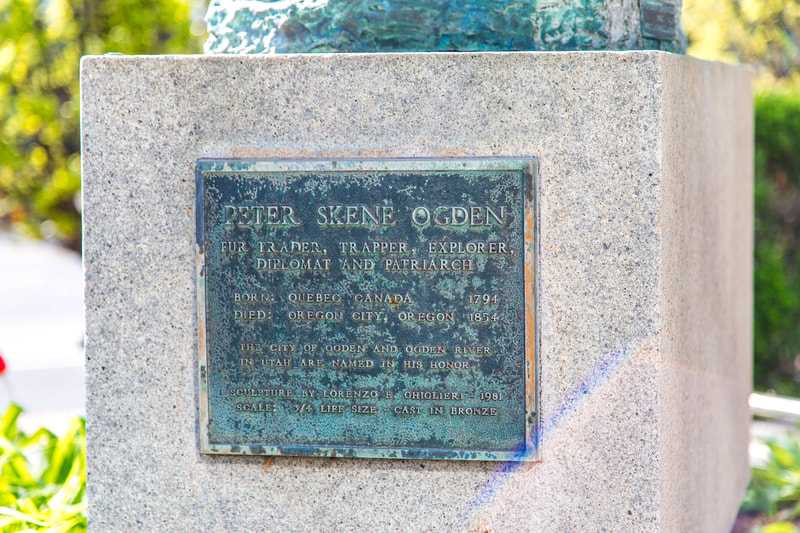 PETER SKENE OGDEN
FUR TRADER, TRAPPER, EXPLORER,
DIPLOMAT AND PATRIARCH
BORN: QUEBEC CANADA 1794
DIED: OREGON CITY, OREGON 1854
THE CITY OF OGDEN AND OGDEN RIVER
IN UTAH ARE NAMED IN HIS HONOR.
SCULPTURE BY LORENZO E. GHIGLIERI - 1981
SCALE: 3/4 LIFE SIZE - CAST IN BRONZE